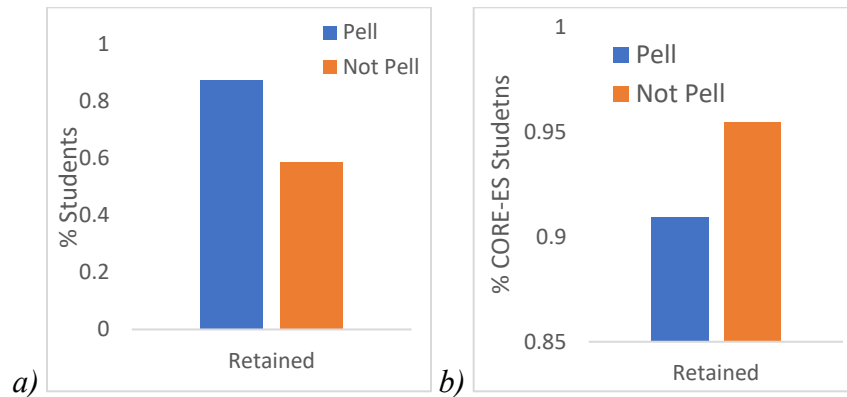 1
0.8
0.6
0.4
0.2
0
% Students
Pell
Not Pell
Retained
a)
1
0.95
0.9
0.85
% CORE-ES Studetns
Pell
Not Pell
Retained
b)